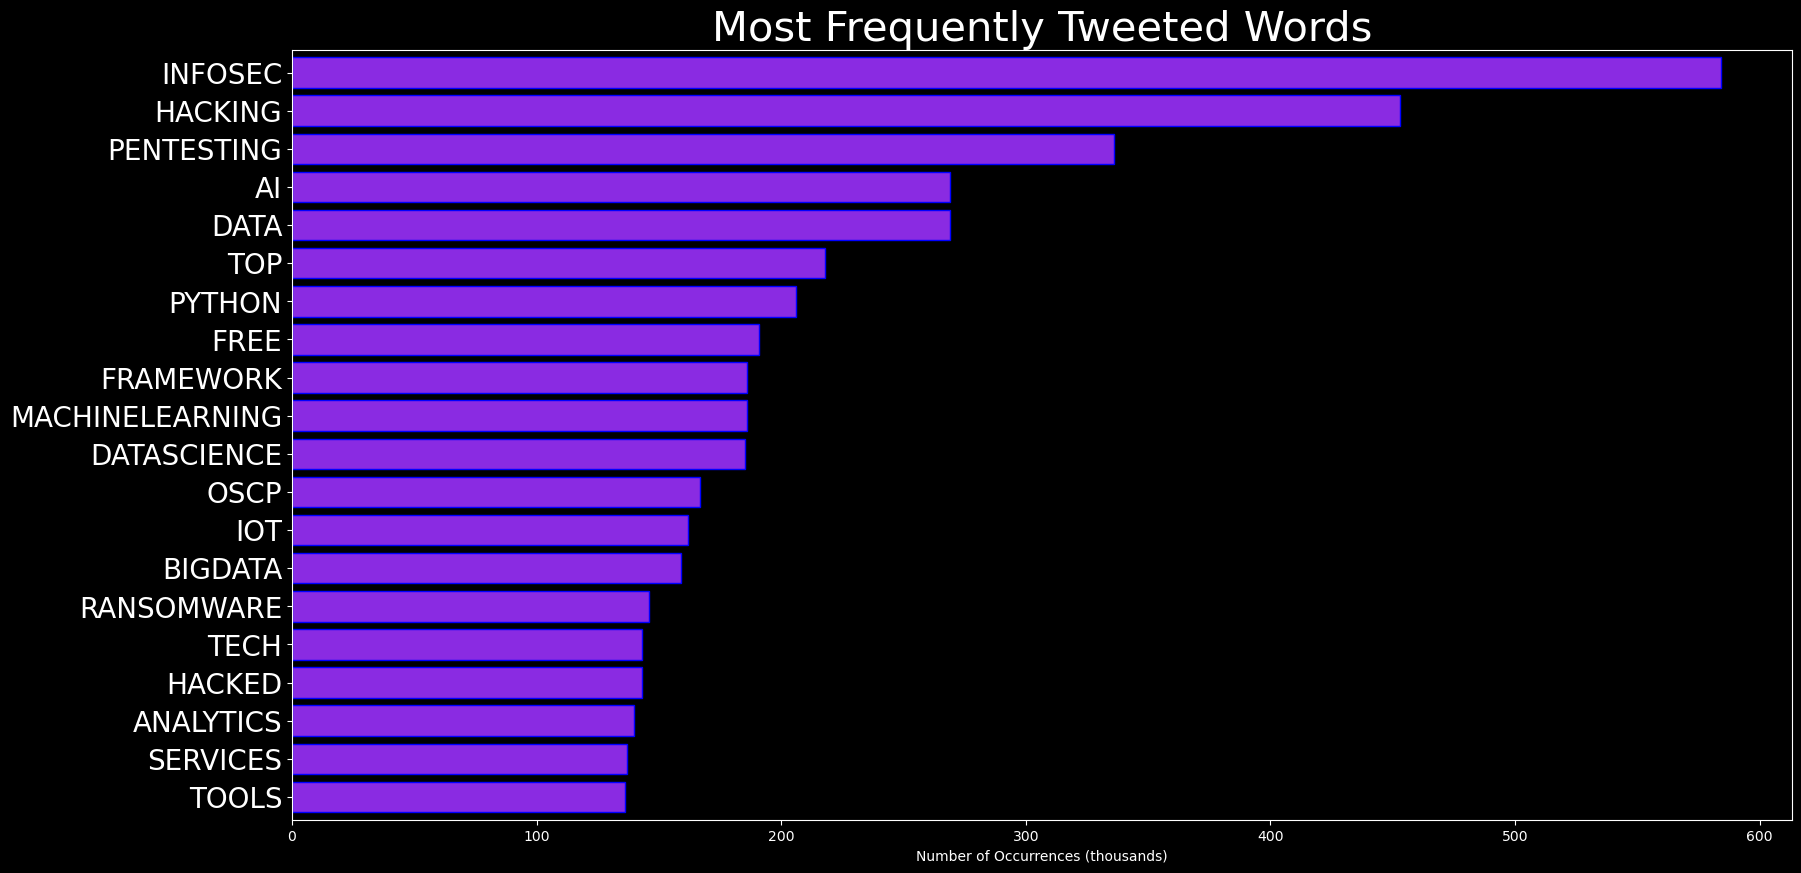 Most Frequently Tweeted Words
INFOSEC
HACKING
PENTESTING
AI
DATA
TOP
PYTHON
FREE
FRAMEWORK
MACHINELEARNING
DATASCIENCE
OSCP
IOT
BIGDATA
RANSOMWARE
TECH
HACKED
ANALYTICS
SERVICES
TOOLS
0 100 200 300 400 500 600
Number of Occurrences (thousands)